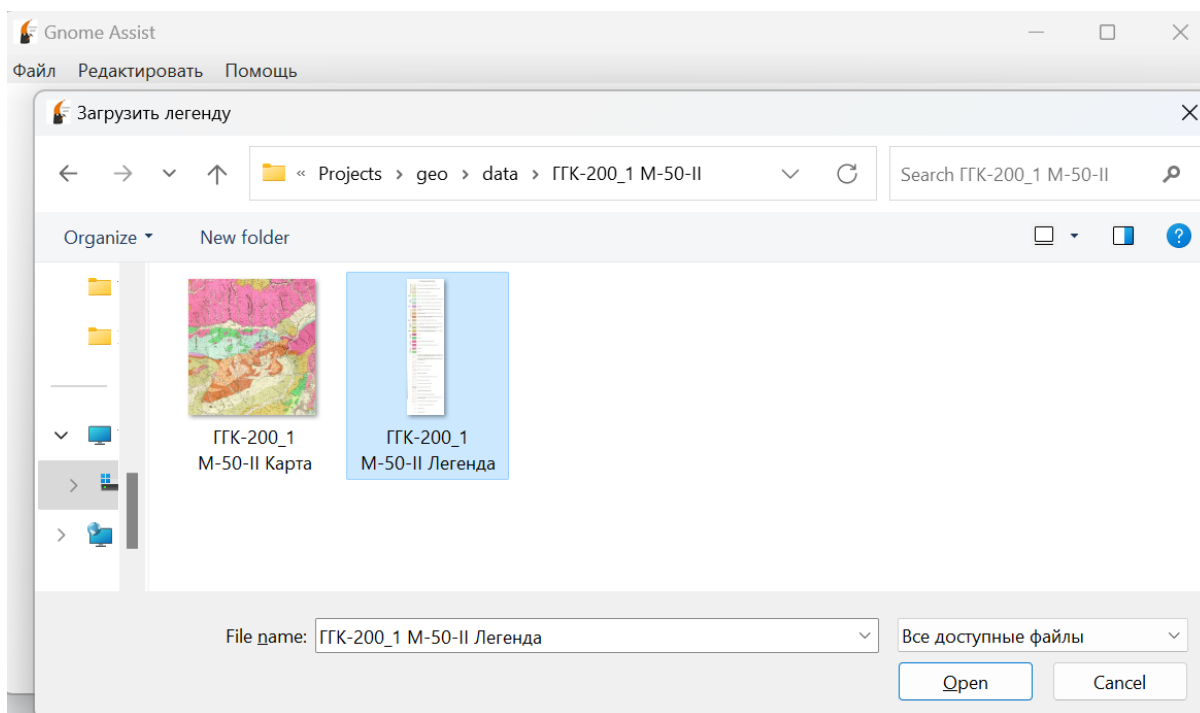 Gnome Assist
Файл Редактировать Помощь
Загрузить легенду
« Projects > geo > data > ГГК-200_1 М-50-II
Search ГГК-200_1 М-50-II
Organize New folder
ГГК-200_1
М-50-II Карта
ГГК-200_1
М-50-II Легенда
File name: ГГК-200_1 М-50-II Легенда
Все доступные файлы
Open Cancel